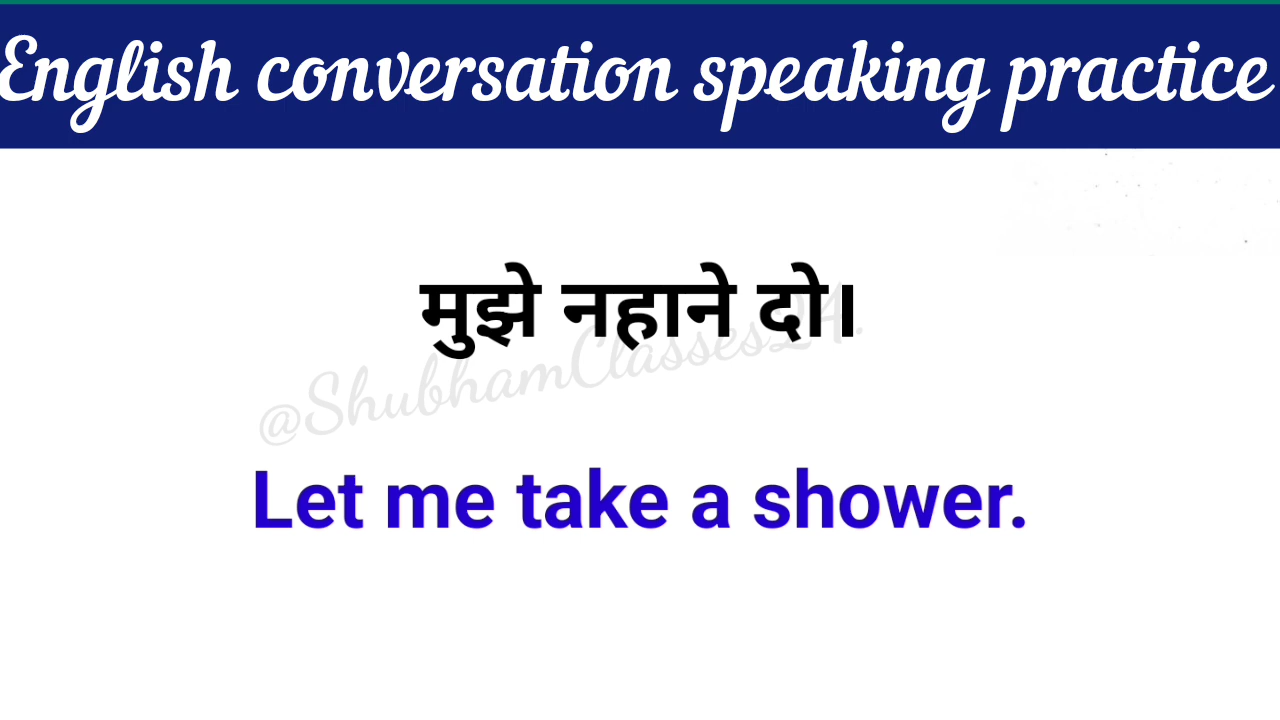 English conversation speaking practice
मुझे नहाने दो।
@ShubhamClasses24.
Let me take a shower.